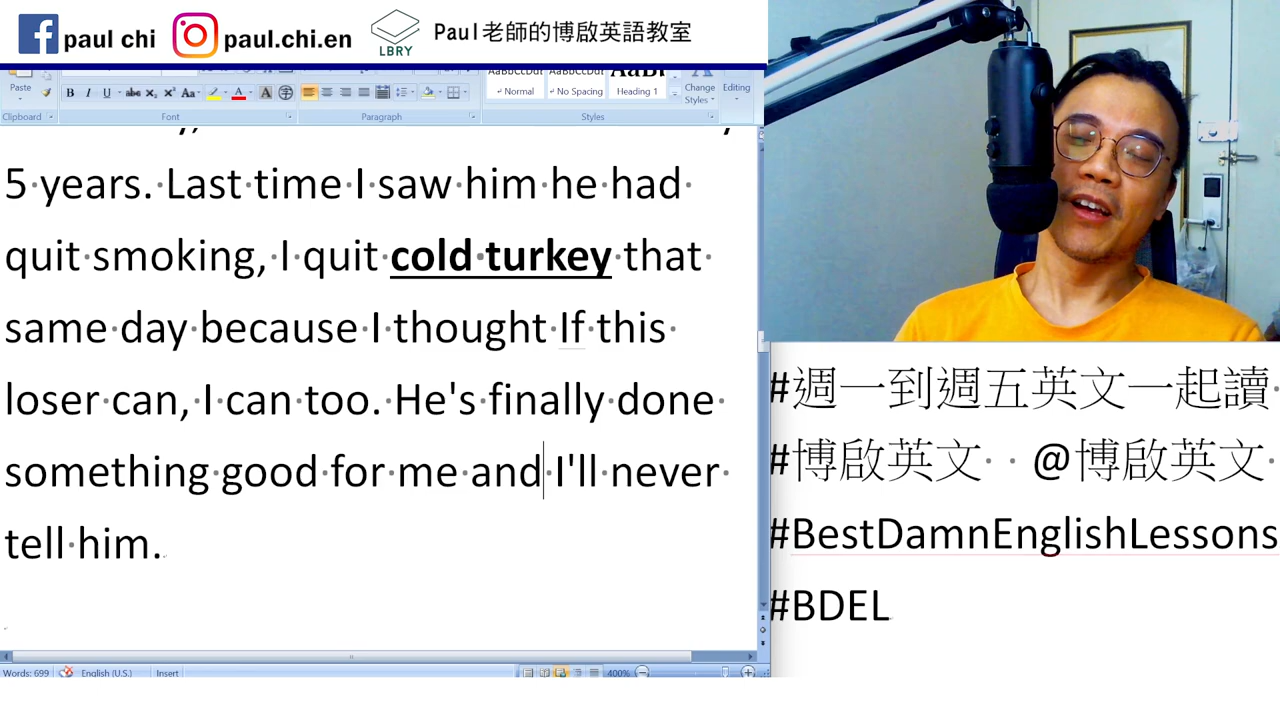 paul chi
paul.chi.en
LBRY
Paul老師的博啟英語教室
Paste
Clipboard
Font
Paragraph
Normal
No Spacing
Heading 1
Change Styles
Styles
Editing
5 years. Last time I saw him he had
quit smoking, I quit cold turkey that
same day because I thought If this
loser can, I can too. He's finally done
something good for me and I'll never
tell him.
Words: 699
English (U.S.)
Insert
400%
#週一到週五英文一起讀
#博啟英文 @博啟英文
#BestDamnEnglishLessons
#BDEL